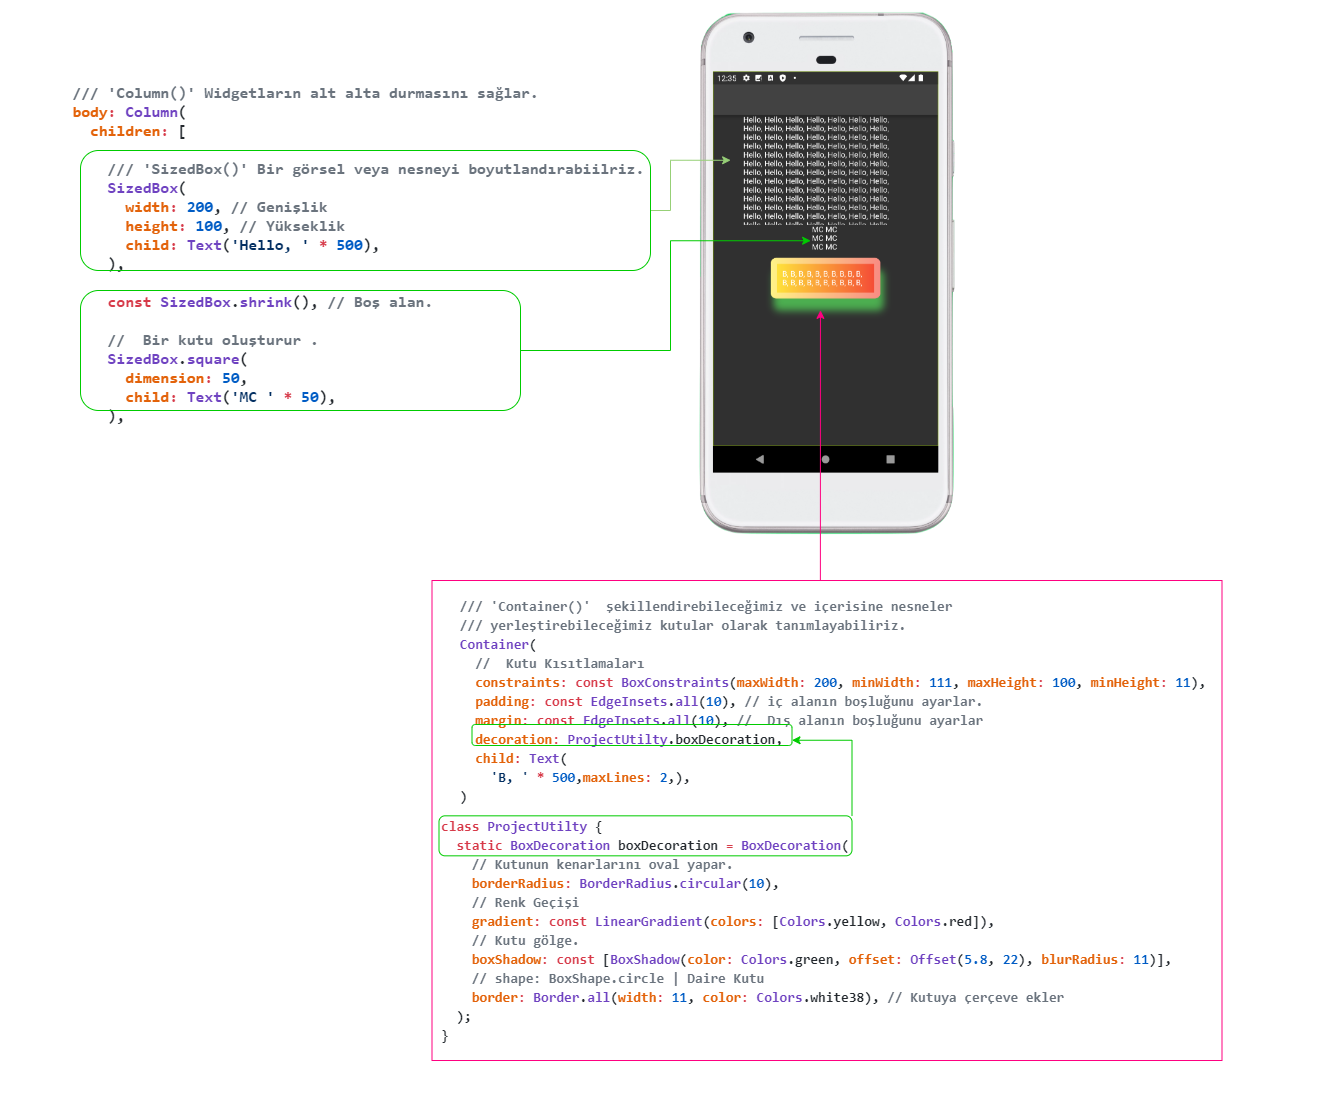 /// 'Column()' Widgetların alt alta durmasını sağlar.
body: Column(
children: [
/// 'SizedBox()' Bir görsel veya nesneyi boyutlandırabiilriz.
SizedBox(
width: 200, // Genişlik
height: 100, // Yükseklik
child: Text('Hello, ' * 500),
),
const SizedBox.shrink(), // Boş alan.
//  Bir kutu oluşturur .
SizedBox.square(
dimension: 50,
child: Text('MC ' * 50),
),
12:35
Hello, Hello, Hello, Hello, Hello, Hello, Hello,
Hello, Hello, Hello, Hello, Hello, Hello, Hello,
Hello, Hello, Hello, Hello, Hello, Hello, Hello,
Hello, Hello, Hello, Hello, Hello, Hello, Hello,
Hello, Hello, Hello, Hello, Hello, Hello, Hello,
Hello, Hello, Hello, Hello, Hello, Hello, Hello,
Hello, Hello, Hello, Hello, Hello, Hello, Hello,
Hello, Hello, Hello, Hello, Hello, Hello, Hello,
Hello, Hello, Hello, Hello, Hello, Hello, Hello,
Hello, Hello, Hello, Hello, Hello, Hello, Hello,
Hello, Hello, Hello, Hello, Hello, Hello, Hello,
Hello, Hello, Hello, Hello, Hello, Hello, Hello,
MC MC
MC MC
MC MC
B, B, B, B, B, B, B, B, B, B,
B, B, B, B, B, B, B, B, B, B,
/// 'Container()'  şekillendirebileceğimiz ve içerisine nesneler
/// yerleştirebileceğimiz kutular olarak tanımlayabiliriz.
Container(
//  Kutu Kısıtlamaları
constraints: const BoxConstraints(maxWidth: 200, minWidth: 111, maxHeight: 100, minHeight: 11),
padding: const EdgeInsets.all(10), // iç alanın boşluğunu ayarlar.
margin: const EdgeInsets.all(10), //  Dış alanın boşluğunu ayarlar
decoration: ProjectUtilty.boxDecoration,
child: Text(
'B, ' * 500,maxLines: 2,),
)
class ProjectUtilty {
static BoxDecoration boxDecoration = BoxDecoration(
// Kutunun kenarlarını oval yapar.
borderRadius: BorderRadius.circular(10),
// Renk Geçişi
gradient: const LinearGradient(colors: [Colors.yellow, Colors.red]),
// Kutu gölge.
boxShadow: const [BoxShadow(color: Colors.green, offset: Offset(5.8, 22), blurRadius: 11)],
// shape: BoxShape.circle | Daire Kutu
border: Border.all(width: 11, color: Colors.white38), // Kutuya çerçeve ekler
);
}